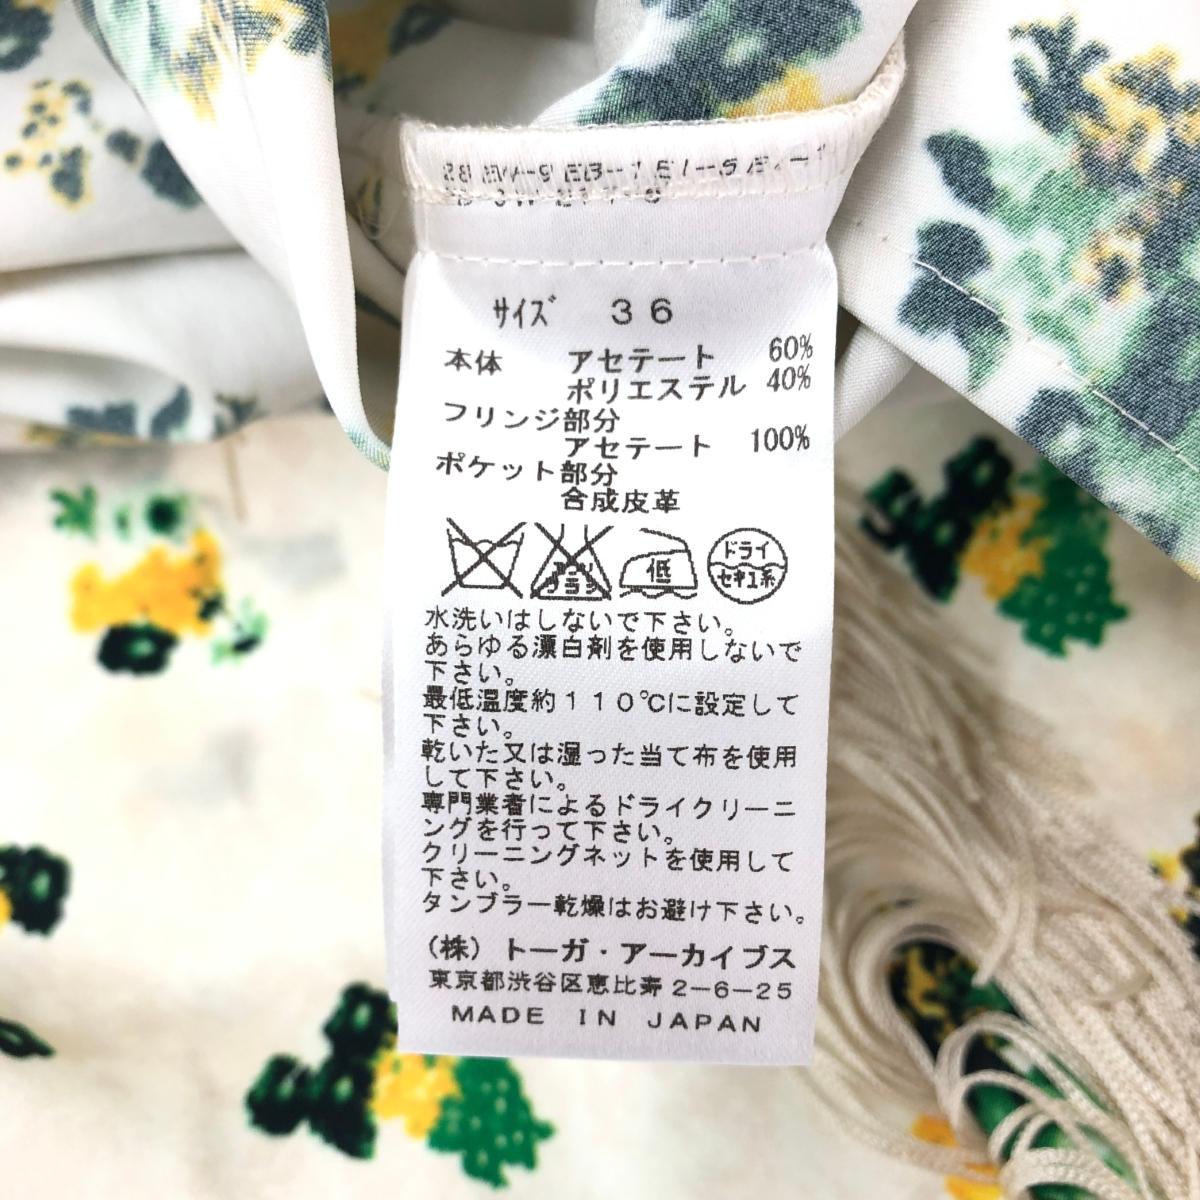 サイズ 36
本体 アセテート 60%
ポリエステル 40%
フリンジ部分
アセテート 100%
ポケット部分
合成皮革
低
ドライ
セキユ系
水洗いはしないで下さい。
あらゆる漂白剤を使用しないで
下さい。
最低温度約110℃に設定して
下さい。
乾いた又は湿った当て布を使用
して下さい。
専門業者によるドライクリーニ
ングを行って下さい。
クリーニングネットを使用して
下さい。
タンブラー乾燥はお避け下さい。
(株)トーガ・アーカイブス
東京都渋谷区恵比寿2-6-25
MADE IN JAPAN